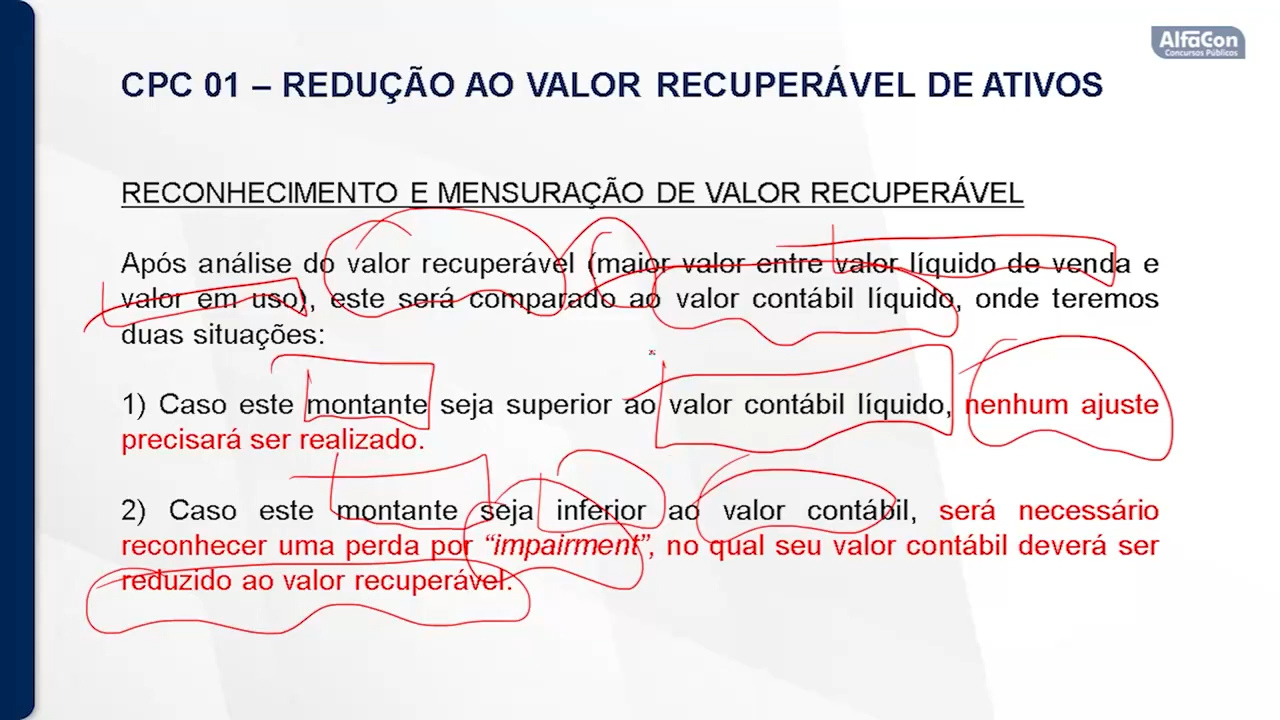 AlfaCon
Concursos Públicos
CPC 01 – REDUÇÃO AO VALOR RECUPERÁVEL DE ATIVOS
RECONHECIMENTO E MENSURAÇÃO DE VALOR RECUPERÁVEL
Após análise do valor recuperável (maior valor entre valor líquido de venda e
valor em uso), este será comparado ao valor contábil líquido, onde teremos
duas situações:
1) Caso este montante seja superior ao valor contábil líquido, nenhum ajuste
precisará ser realizado.
2) Caso este montante seja inferior ao valor contábil, será necessário
reconhecer uma perda por “impairment”, no qual seu valor contábil deverá ser
reduzido ao valor recuperável.